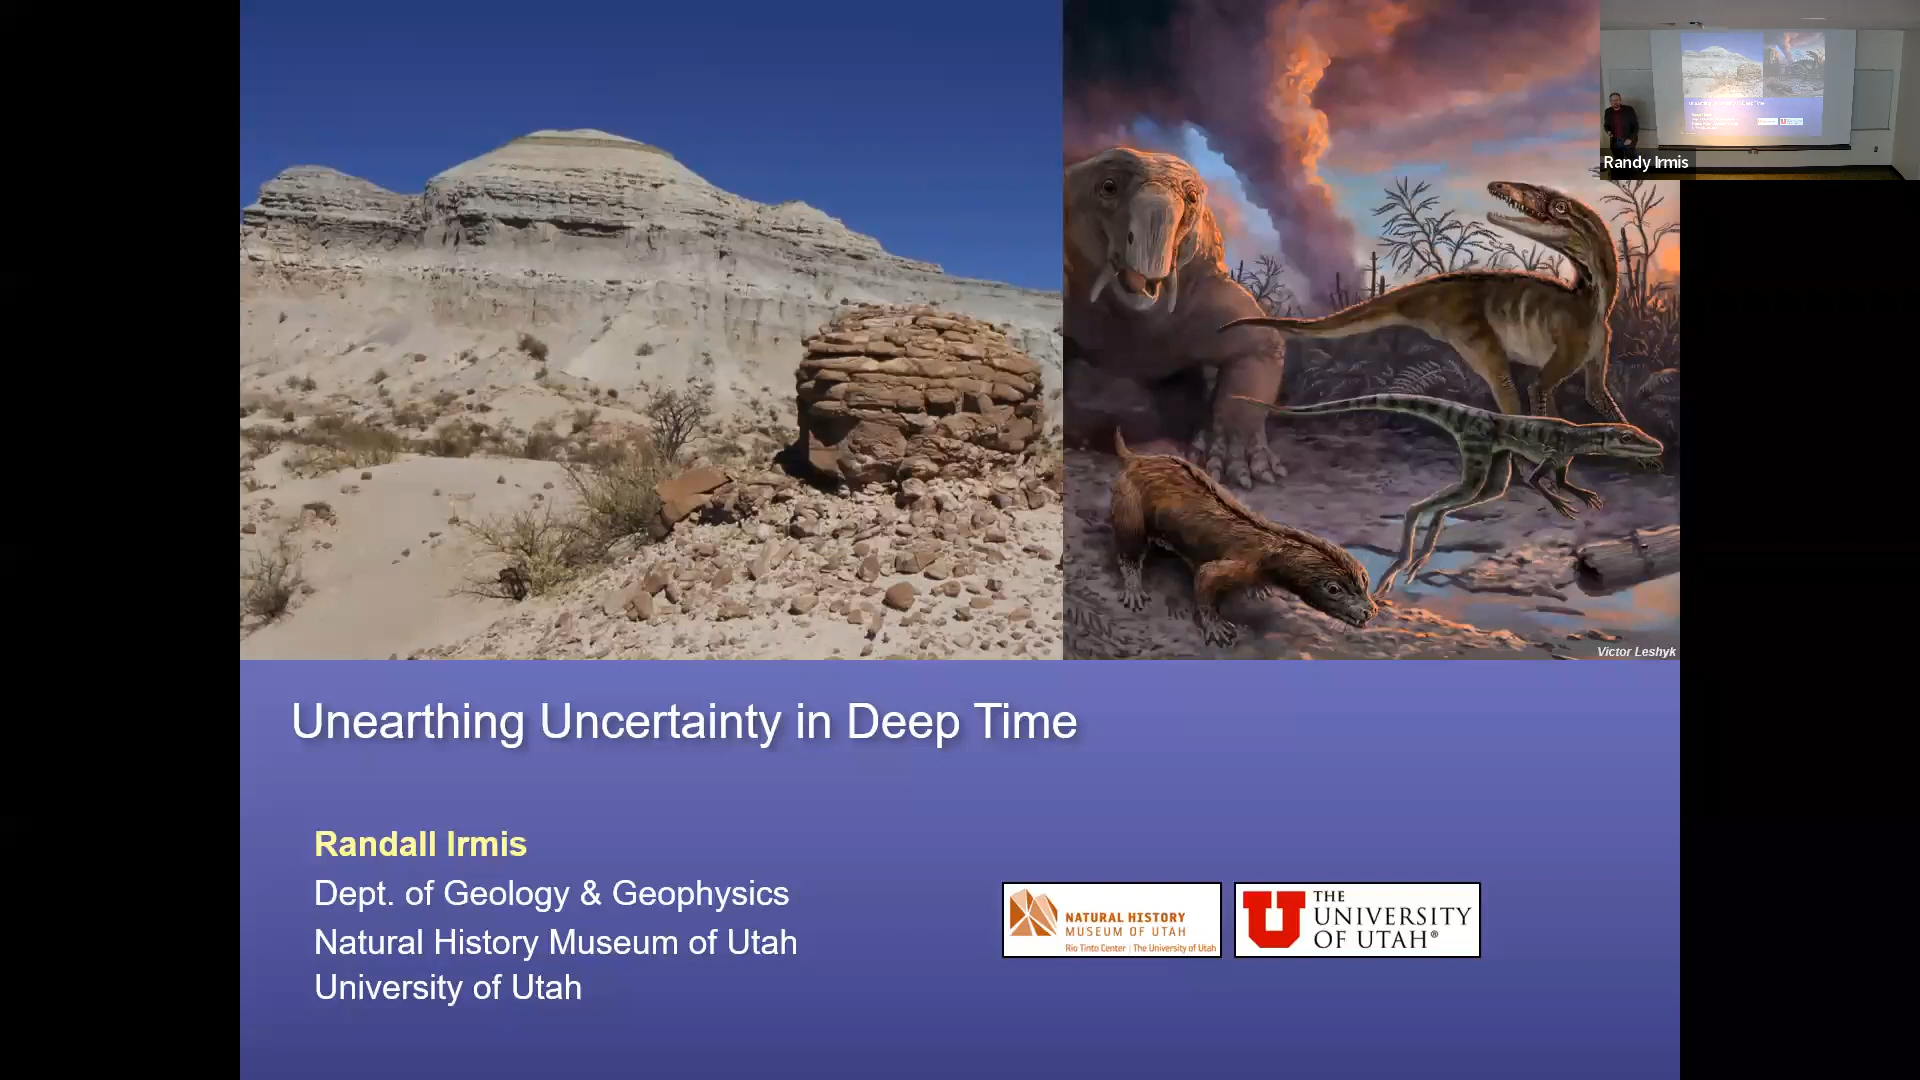 Randy Irmis
Victor Leshyk
Unearthing Uncertainty in Deep Time
Randall Irmis
Dept. of Geology & Geophysics
Natural History Museum of Utah
University of Utah
NATURAL HISTORY
MUSEUM OF UTAH
Rio Tinto Center | The University of Utah
THE
UNIVERSITY
OF UTAH®